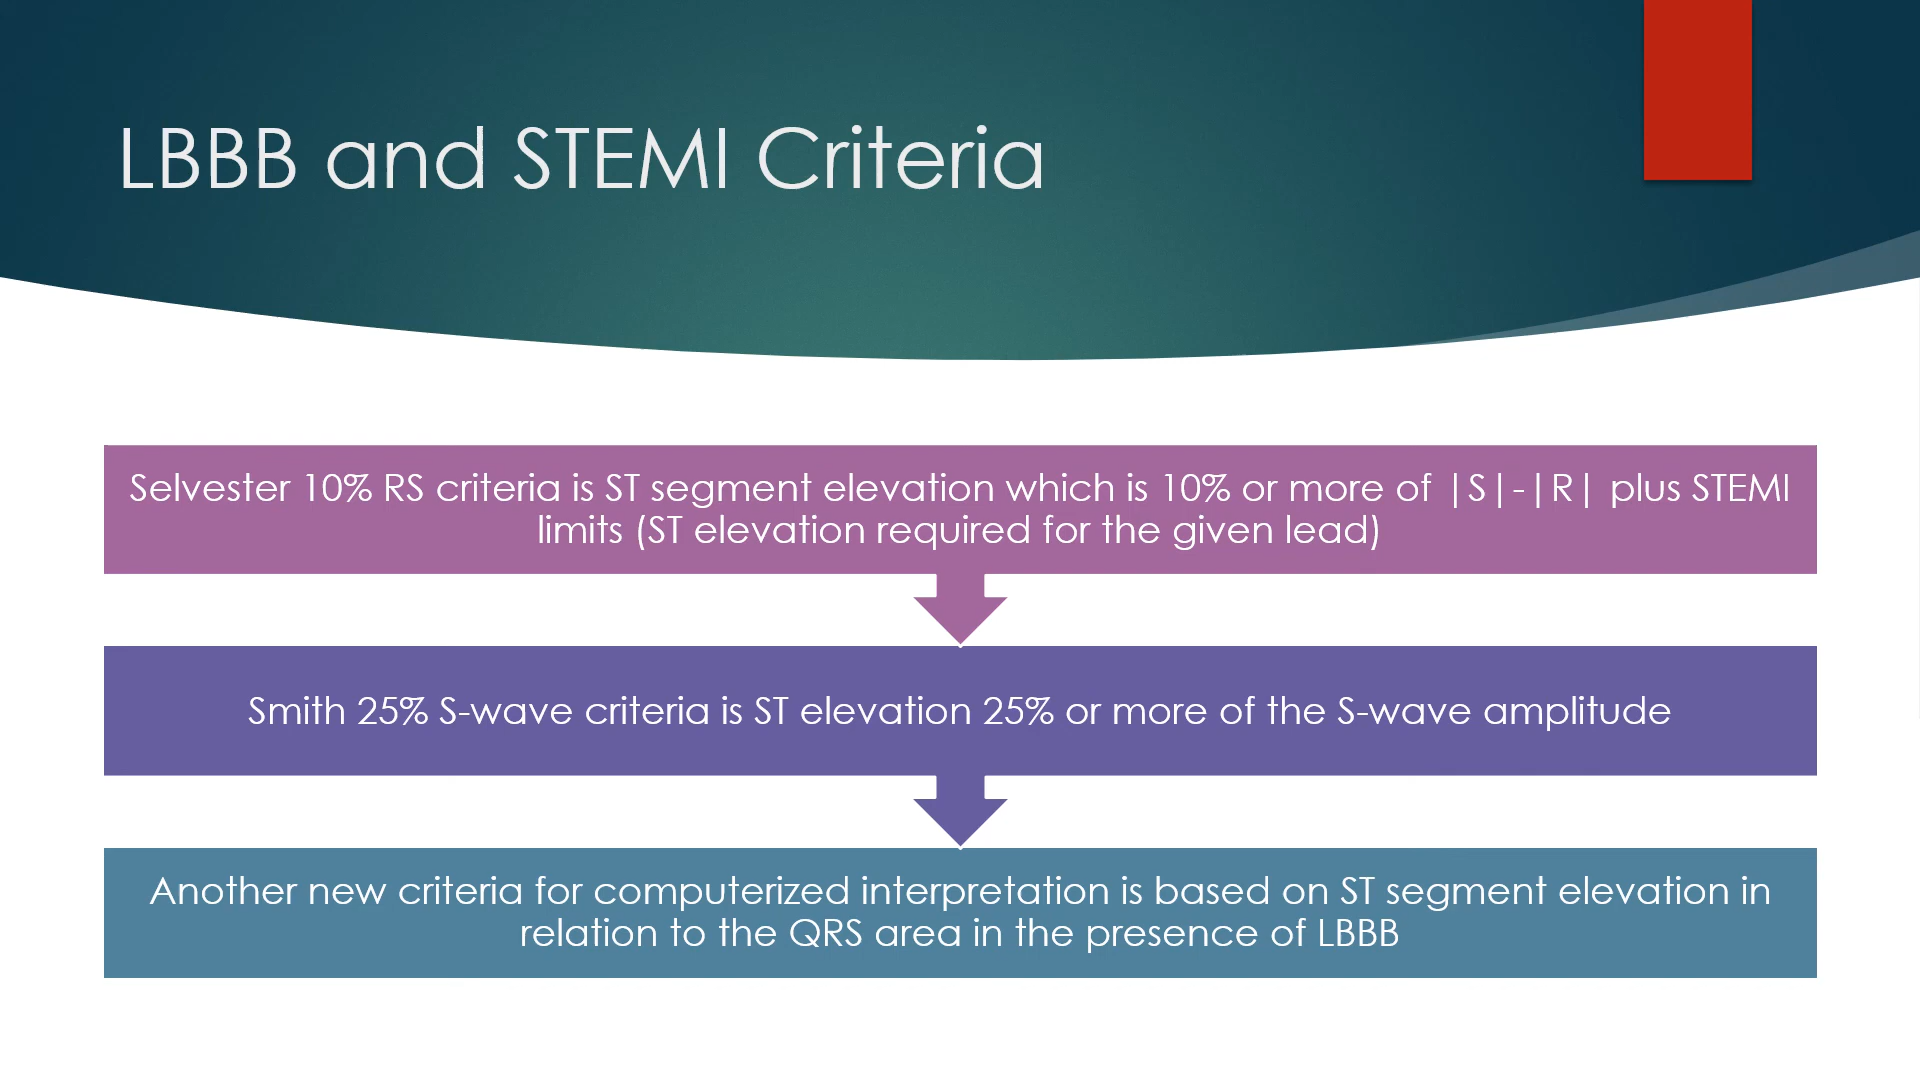 LBBB and STEMI Criteria
Selvester 10% RS criteria is ST segment elevation which is 10% or more of |S|-|R| plus STEMI
limits (ST elevation required for the given lead)
Smith 25% S-wave criteria is ST elevation 25% or more of the S-wave amplitude
Another new criteria for computerized interpretation is based on ST segment elevation in
relation to the QRS area in the presence of LBBB